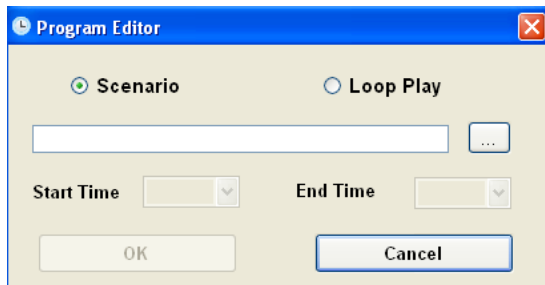 Program Editor
Scenario Loop Play
...
Start Time End Time
OK Cancel